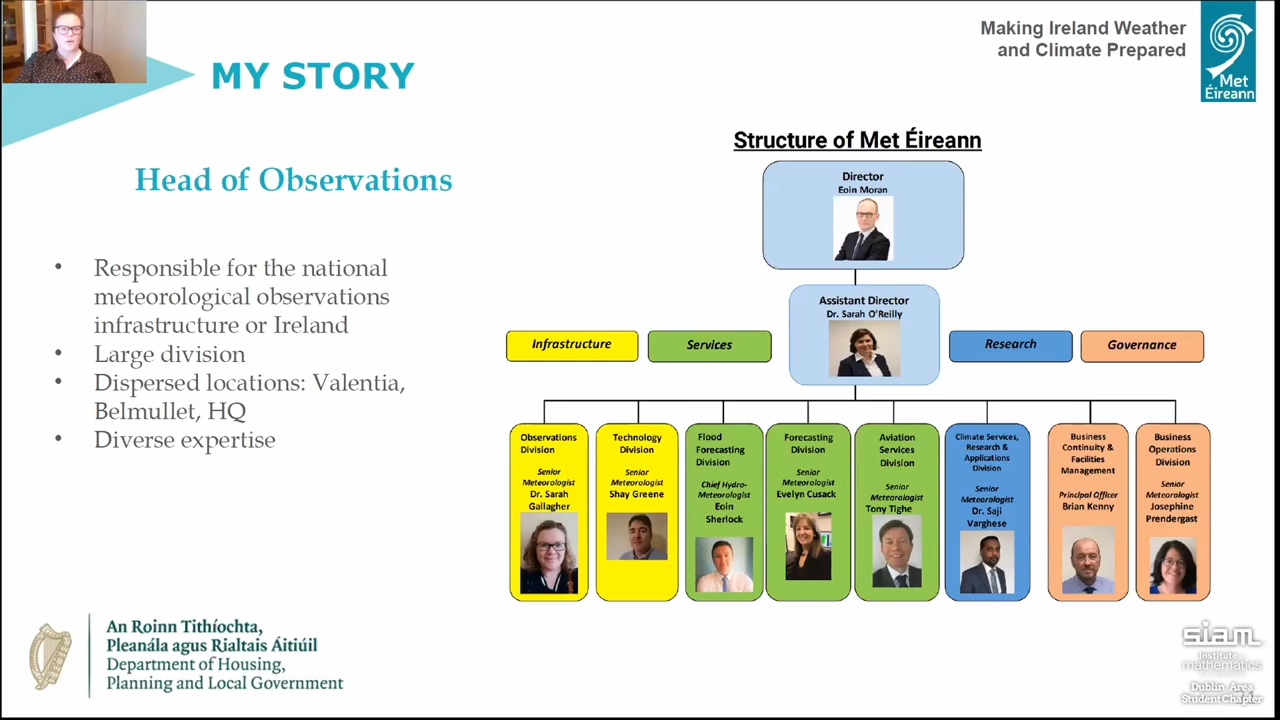 MY STORY
Making Ireland Weather
and Climate Prepared
Met
Éireann
Head of Observations
• Responsible for the national
meteorological observations
infrastructure or Ireland
• Large division
• Dispersed locations: Valentia,
Belmullet, HQ
• Diverse expertise
Structure of Met Éireann
Director
Eoin Moran
Assistant Director
Dr. Sarah O'Reilly
Infrastructure
Services
Research
Governance
Observations
Division
Senior
Meteorologist
Dr. Sarah
Gallagher
Technology
Division
Senior
Meteorologist
Shay Greene
Flood
Forecasting
Division
Chief Hydro-
Meteorologist
Eoin
Sherlock
Forecasting
Division
Senior
Meteorologist
Evelyn Cusack
Aviation
Services
Division
Senior
Meteorologist
Tony Tighe
Climate Services,
Research &
Applications
Division
Senior
Meteorologist
Dr. Saji
Varghese
Business
Continuity &
Facilities
Management
Principal Officer
Brian Kenny
Business
Operations
Division
Senior
Meteorologist
Josephine
Prendergast
An Roinn Tithíochta,
Pleanála agus Rialtais Áitiúil
Department of Housing,
Planning and Local Government
siam
Institute
mathematics
Dublin Area
Student Chapter